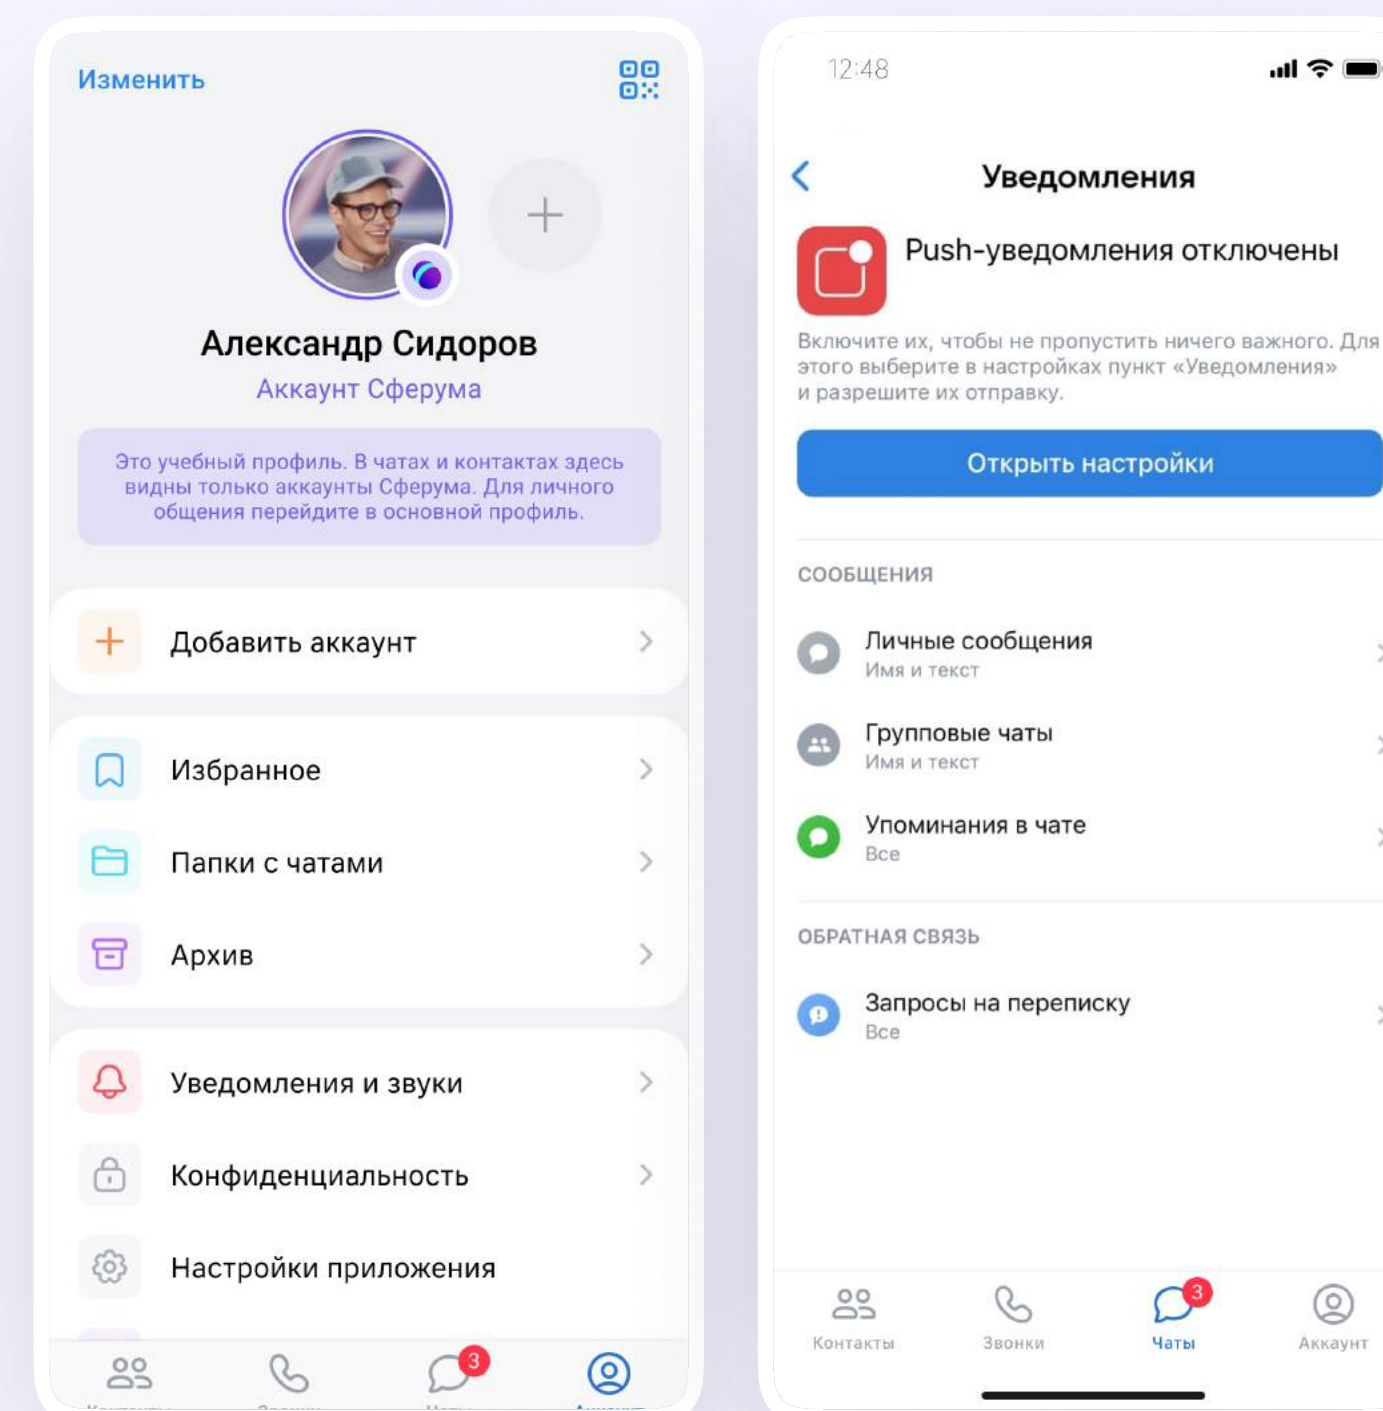 Изменить
Александр Сидоров
Аккаунт Сферума
Это учебный профиль. В чатах и контактах здесь
видны только аккаунты Сферума. Для личного
общения перейдите в основной профиль.
Добавить аккаунт
Избранное
Папки с чатами
Архив
Уведомления и звуки
Конфиденциальность
Настройки приложения
3
12:48
Уведомления
Push-уведомления отключены
Включите их, чтобы не пропустить ничего важного. Для
этого выберите в настройках пункт «Уведомления»
и разрешите их отправку.
Открыть настройки
СООБЩЕНИЯ
Личные сообщения
Имя и текст
Групповые чаты
Имя и текст
Упоминания в чате
Все
ОБРАТНАЯ СВЯЗЬ
Запросы на переписку
Все
3
Контакты Звонки Чаты Аккаунт